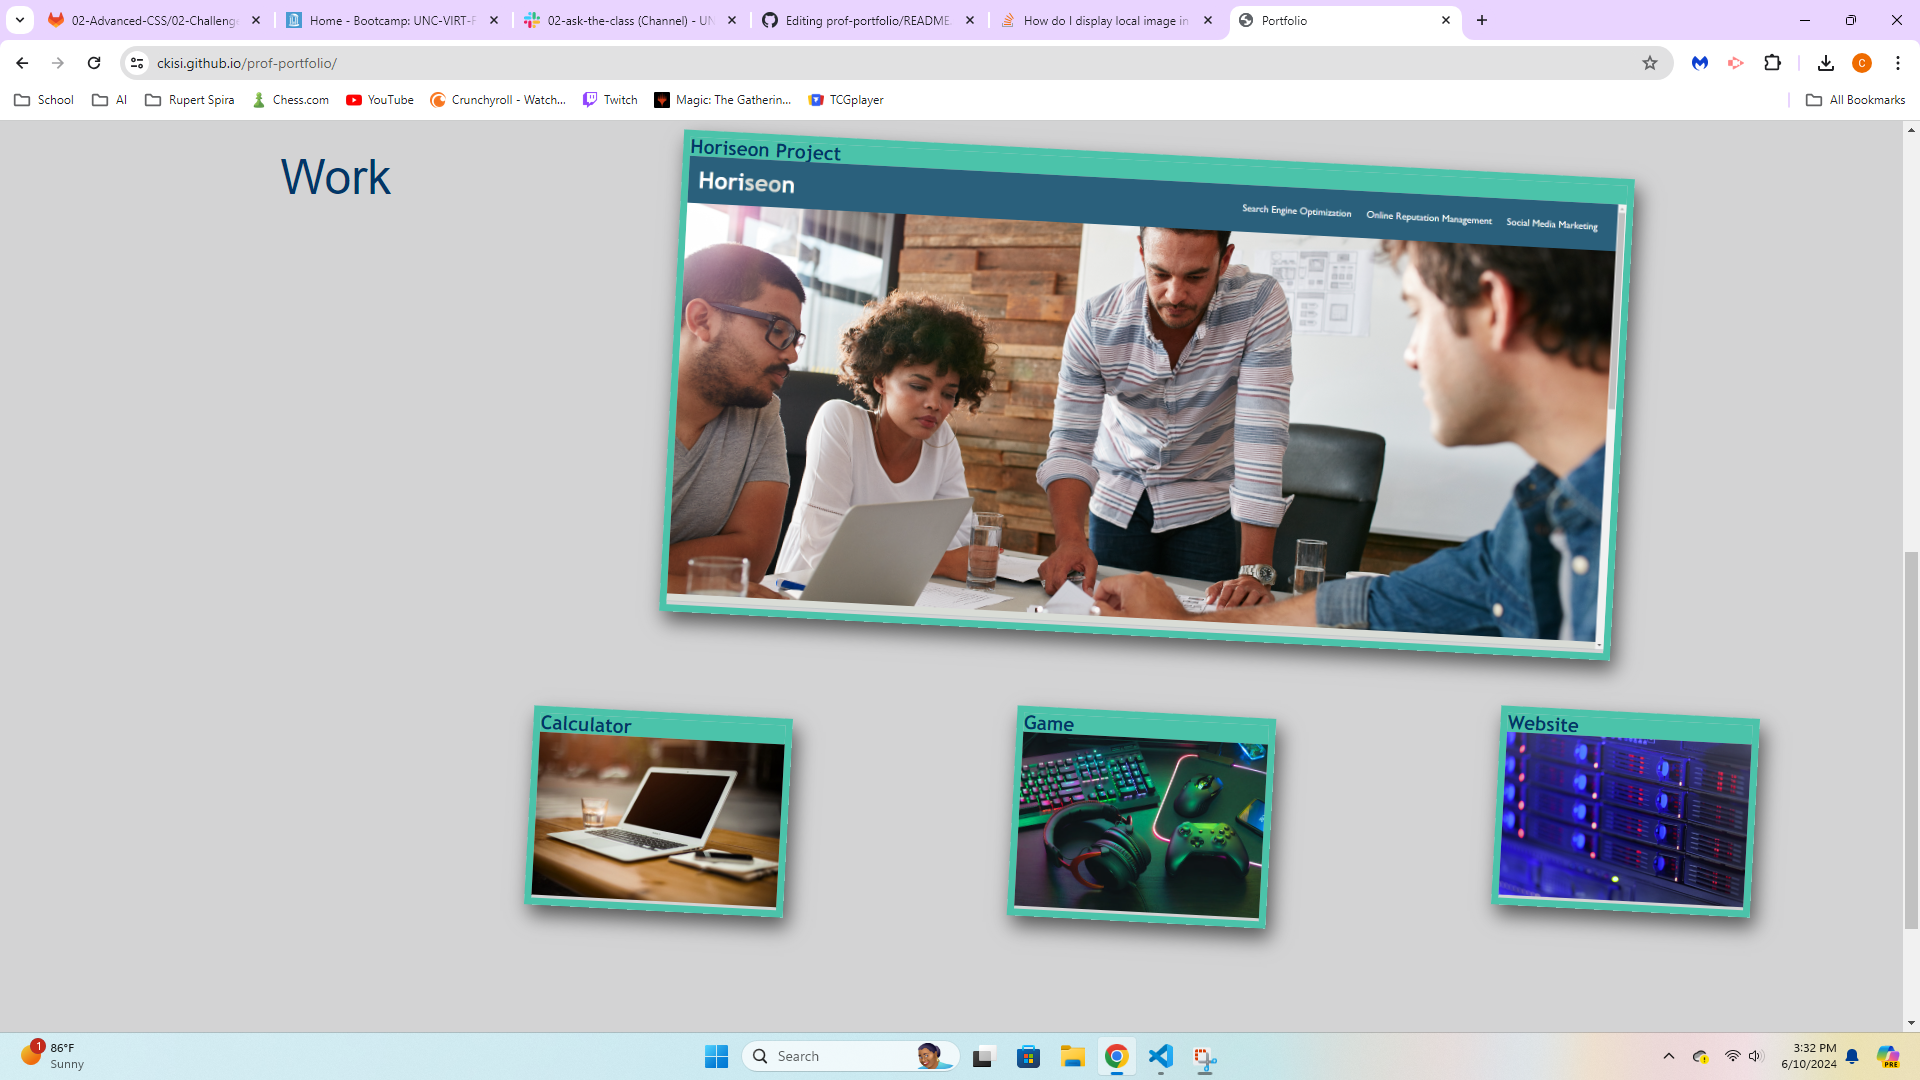 02-Advanced-CSS/02-Challenge
Home - Bootcamp: UNC-VIRT-F
02-ask-the-class (Channel) - UN
Editing prof-portfolio/README.
How do I display local image in
Portfolio
ckisi.github.io/prof-portfolio/
C
School
AI
Rupert Spira
Chess.com
YouTube
Crunchyroll - Watch...
Twitch
Magic: The Gatherin...
TCGplayer
All Bookmarks
Work
Horiseon Project
Horiseon
Search Engine Optimization
Online Reputation Management
Social Media Marketing
Calculator
Game
Website
1
86°F
Sunny
Search
3:32 PM
6/10/2024
PRE